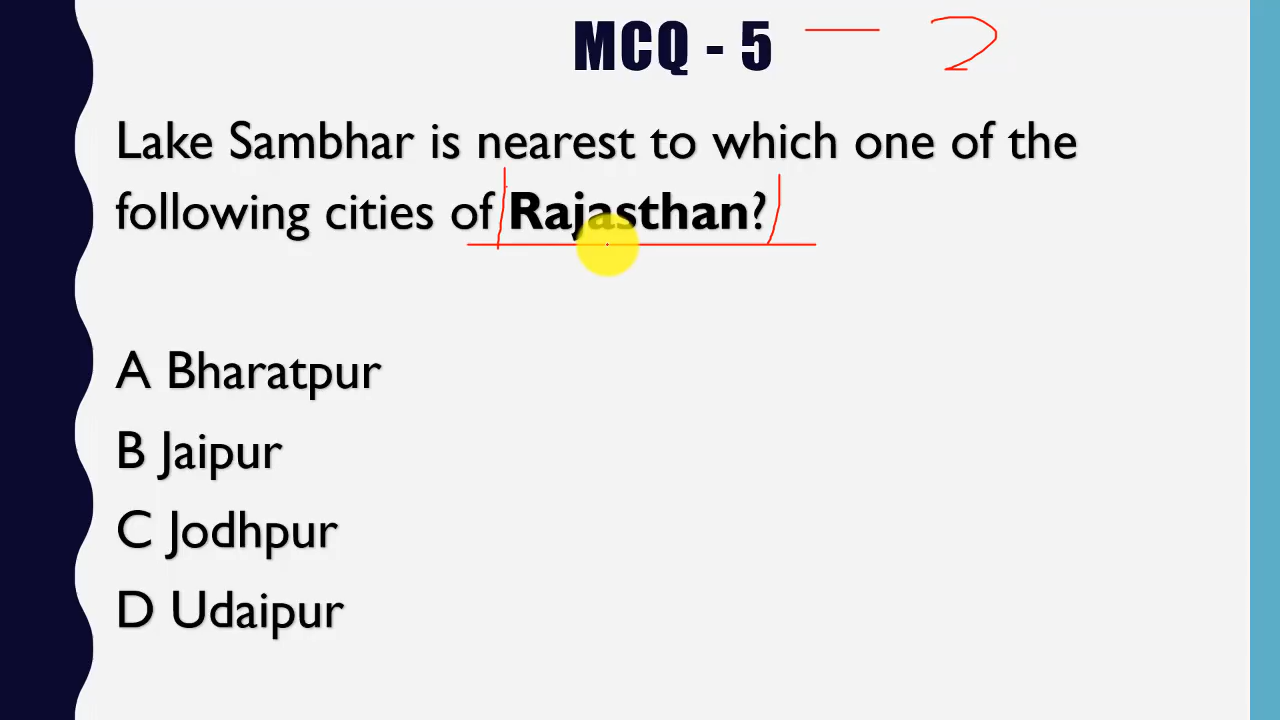 MCQ - 5 — 2
Lake Sambhar is nearest to which one of the
following cities of Rajasthan?
A Bharatpur
B Jaipur
C Jodhpur
D Udaipur